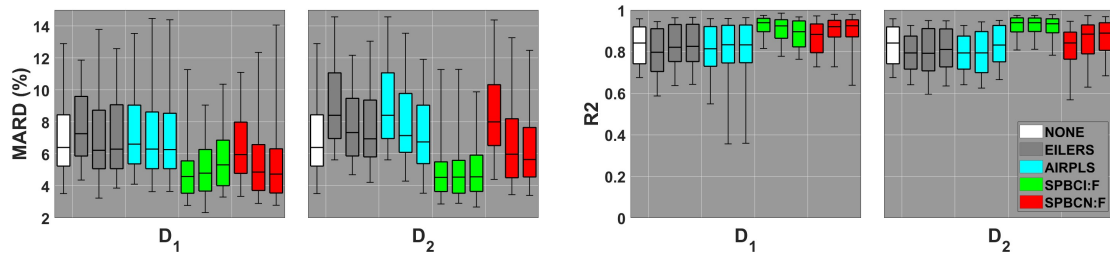 MARD (%)
14
12
10
8
6
4
2
D1
D2
R2
1
0.8
0.6
0.4
0.2
0
D1
D2
NONE
EILERS
AIRPLS
SPBCI:F
SPBCN:F